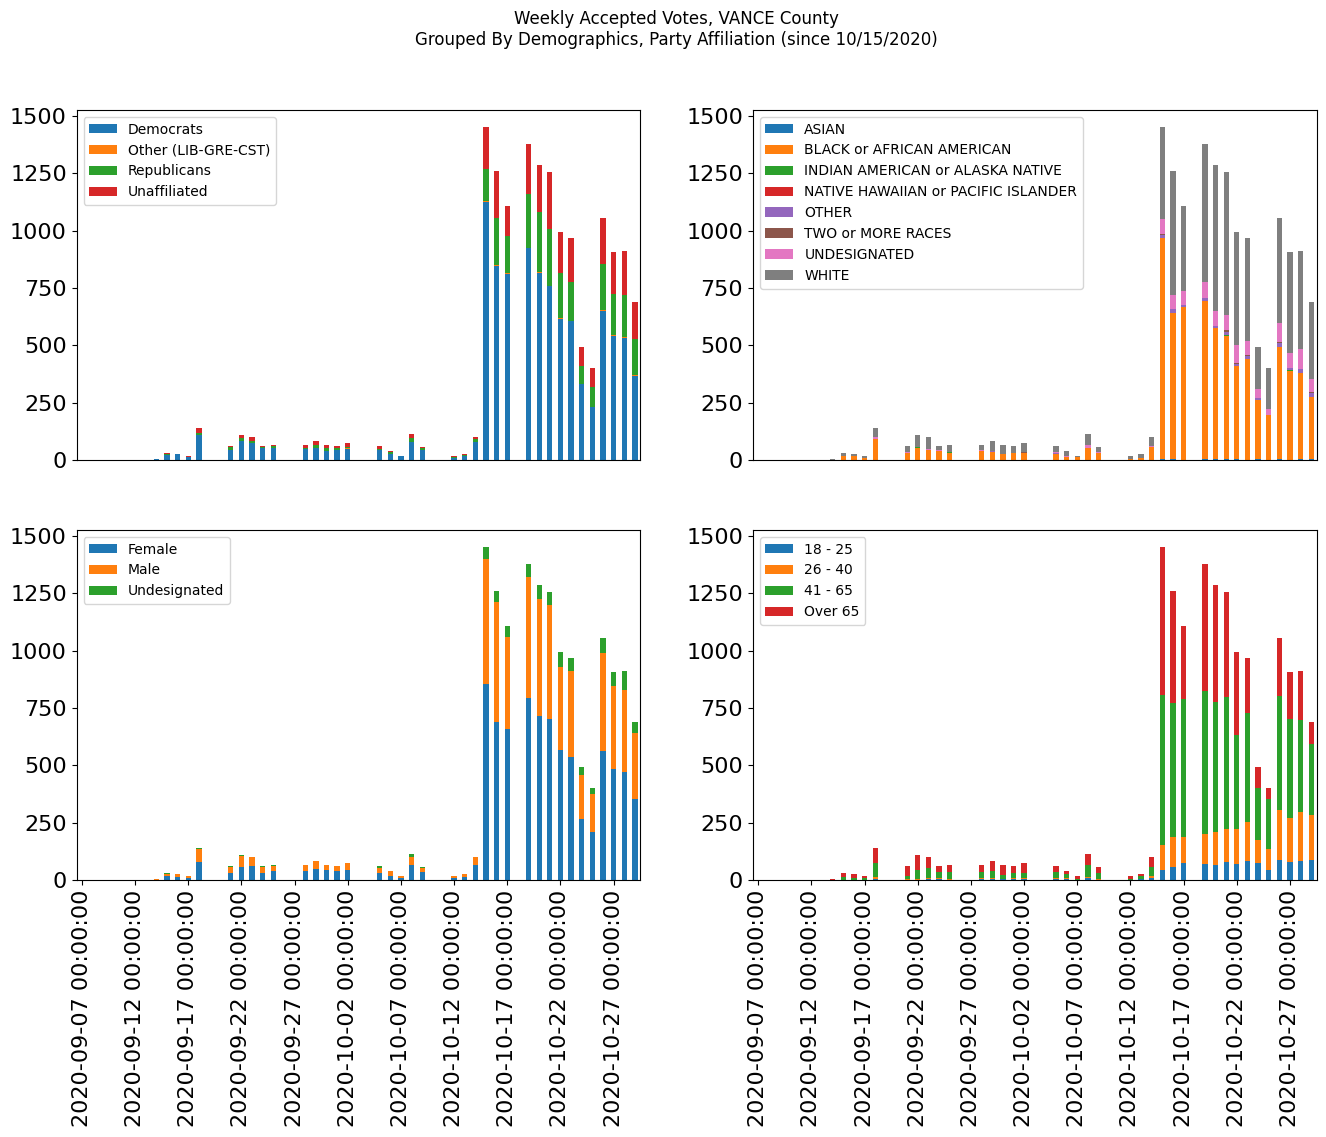 Weekly Accepted Votes, VANCE County
Grouped By Demographics, Party Affiliation (since 10/15/2020)
1500
1250
1000
750
500
250
0
Democrats
Other (LIB-GRE-CST)
Republicans
Unaffiliated
1500
1250
1000
750
500
250
0
ASIAN
BLACK or AFRICAN AMERICAN
INDIAN AMERICAN or ALASKA NATIVE
NATIVE HAWAIIAN or PACIFIC ISLANDER
OTHER
TWO or MORE RACES
UNDESIGNATED
WHITE
1500
1250
1000
750
500
250
0
Female
Male
Undesignated
2020-09-07 00:00:00
2020-09-12 00:00:00
2020-09-17 00:00:00
2020-09-22 00:00:00
2020-09-27 00:00:00
2020-10-02 00:00:00
2020-10-07 00:00:00
2020-10-12 00:00:00
2020-10-17 00:00:00
2020-10-22 00:00:00
2020-10-27 00:00:00
1500
1250
1000
750
500
250
0
18 - 25
26 - 40
41 - 65
Over 65
2020-09-07 00:00:00
2020-09-12 00:00:00
2020-09-17 00:00:00
2020-09-22 00:00:00
2020-09-27 00:00:00
2020-10-02 00:00:00
2020-10-07 00:00:00
2020-10-12 00:00:00
2020-10-17 00:00:00
2020-10-22 00:00:00
2020-10-27 00:00:00